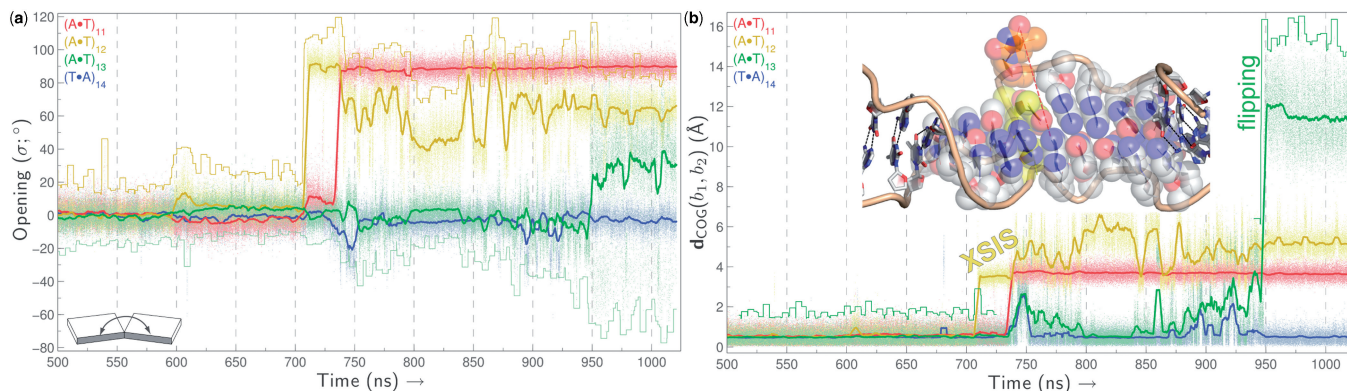 (a)
(A•T)11
(A•T)12
(A•T)13
(T•A)14
Opening (σ; °)
120
100
80
60
40
20
0
−20
−40
−60
−80
500
550
600
650
700
750
800
850
900
950
1000
Time (ns) →
(b)
(A•T)11
(A•T)12
(A•T)13
(T•A)14
dCOG(b1, b2) (Å)
16
14
12
10
8
6
4
2
0
XSIS
flipping
500
550
600
650
700
750
800
850
900
950
1000
Time (ns) →